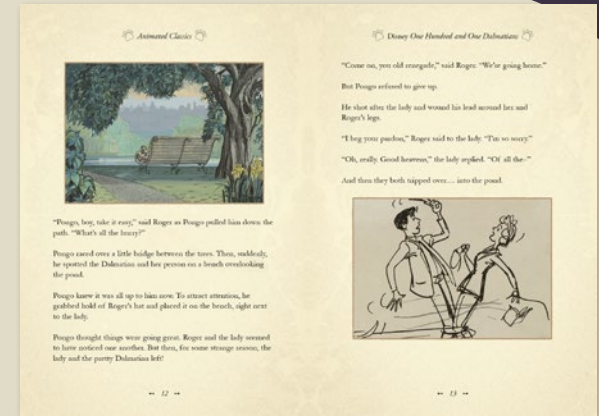 Animated Classics
"Pongo, boy, take it easy," said Roger as Pongo pulled him down the
path. "What's all the hurry?"
Pongo raced over a little bridge between the trees. Then, suddenly,
he spotted the Dalmatian and her person on a bench overlooking
the pond.
Pongo knew it was all up to him now. To attract attention, he
grabbed hold of Roger's hat and placed it on the bench, right next
to the lady.
Pongo thought things were going great. Roger and the lady seemed
to have noticed one another. But then, for some strange reason, the
lady and the pretty Dalmatian left!
12
Disney One Hundred and One Dalmatians
"Come on, you old renegade," said Roger. "We're going home."
But Pongo refused to give up.
He shot after the lady and wound his lead around her and
Roger's legs.
"I beg your pardon," Roger said to the lady. "I'm so sorry."
"Oh, really. Good heavens," the lady replied. "Of all the–"
And then they both tripped over… into the pond.
13